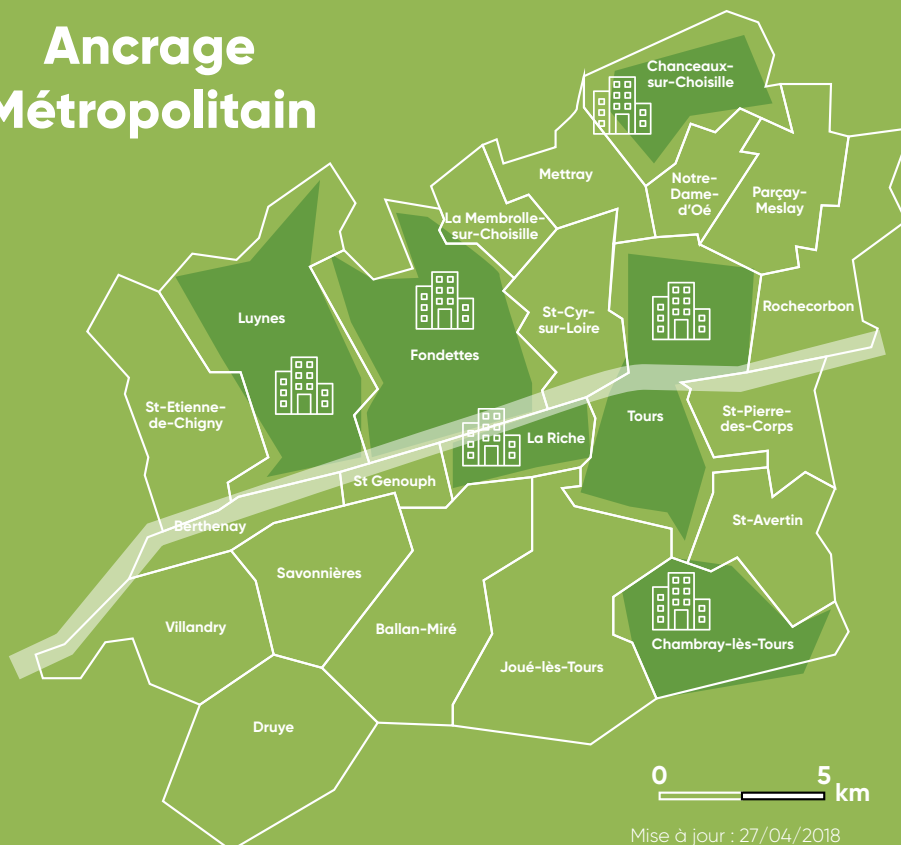 Ancrage
Métropolitain
Chanceaux-
sur-Choisille
Mettray
Notre-
Dame-
d'Oé
Parçay-
Meslay
La Membrolle-
sur-Choisille
Luynes
St-Cyr-
sur-Loire
Rochecorbon
Fondettes
St-Etienne-
de-Chigny
Tours
St-Pierre-
des-Corps
La Riche
St Genouph
Berthenay
St-Avertin
Savonnières
Villandry
Ballan-Miré
Chambray-lès-Tours
Joué-lès-Tours
Druye
0 5 km
Mise à jour : 27/04/2018